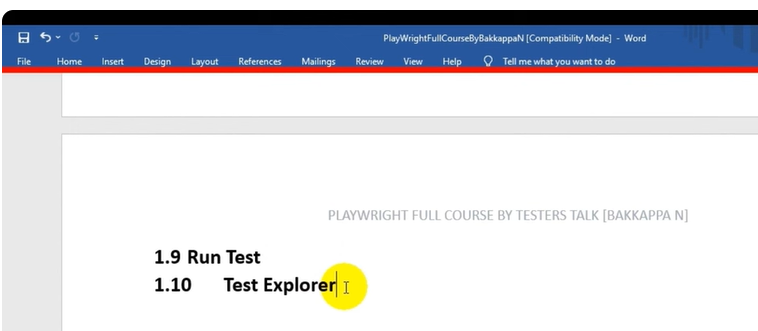 PlayWrightFullCourseByBakkappaN [Compatibility Mode] - Word
File Home Insert Design Layout References Mailings Review View Help Tell me what you want to do
PLAYWRIGHT FULL COURSE BY TESTERS TALK [BAKKAPPA N]
1.9 Run Test
1.10 Test Explorer